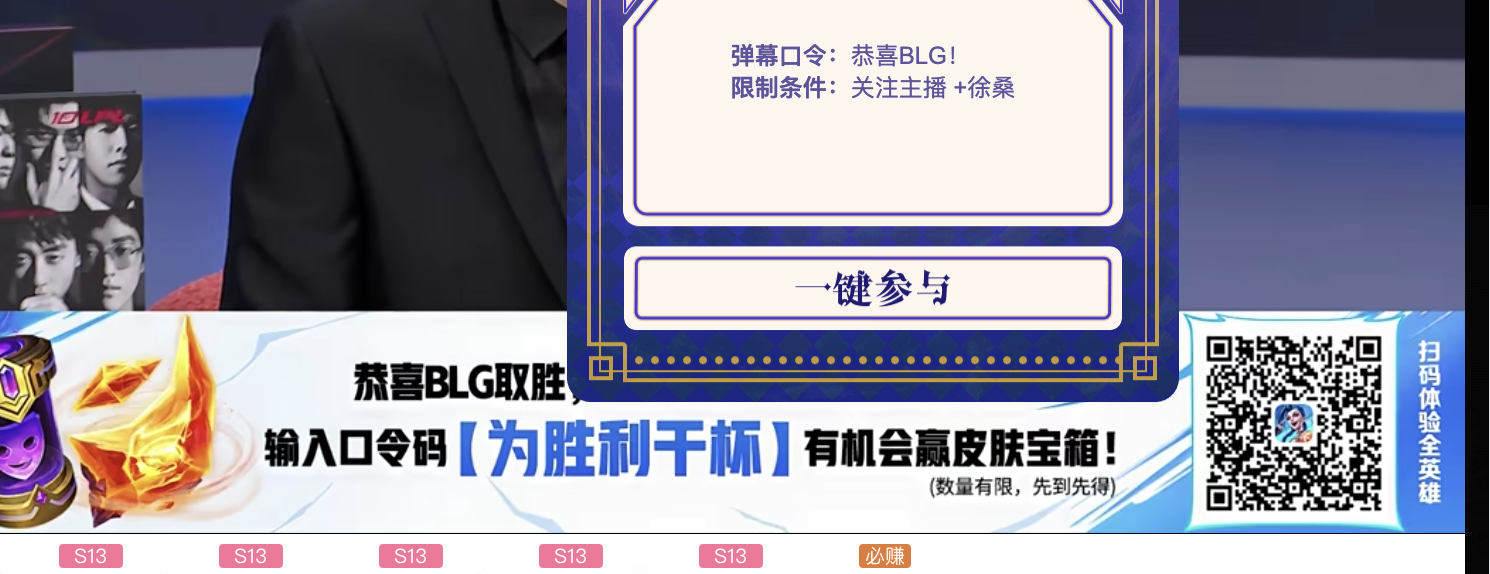 弹幕口令：恭喜BLG！
限制条件：关注主播 +徐桑
10 LPL
一键参与
恭喜BLG取胜，
输入口令码【为胜利干杯】有机会赢皮肤宝箱！
(数量有限，先到先得)
扫码体验全英雄
S13
S13
S13
S13
S13
必赚